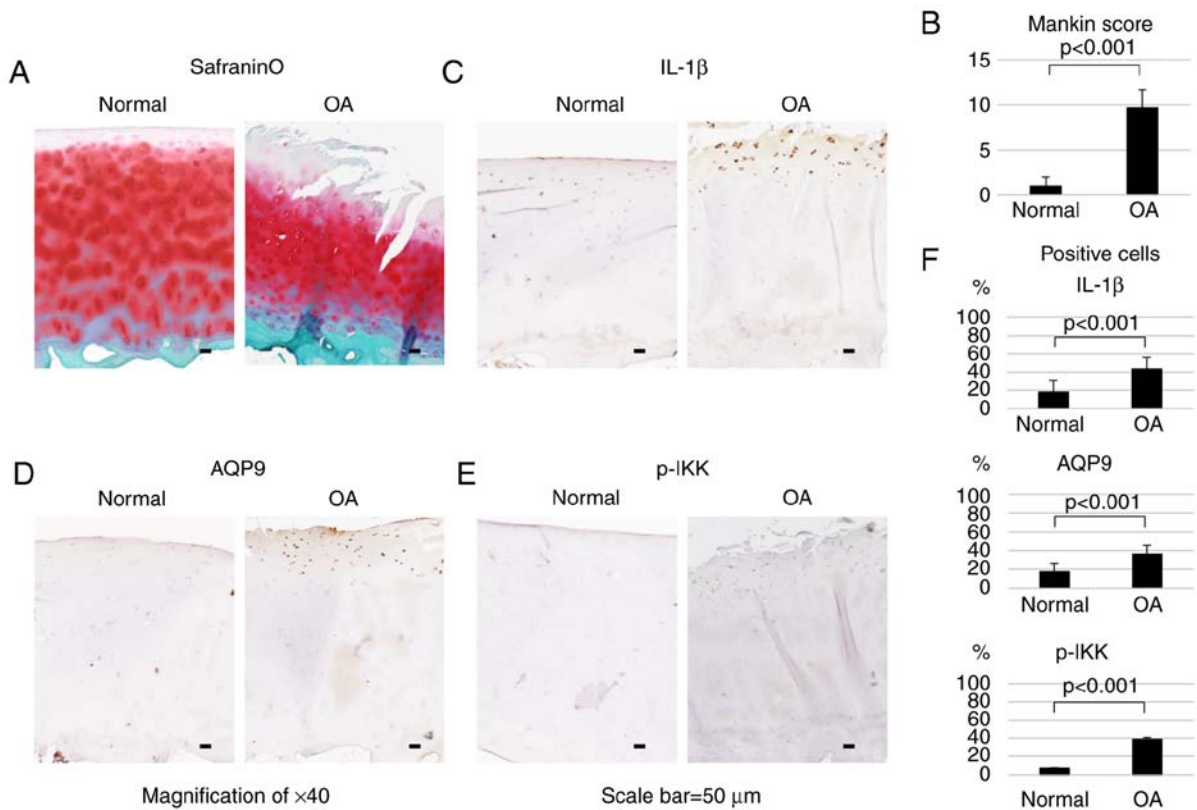 A
SafraninO
Normal
OA
B
Mankin score
p<0.001
15
10
5
0
Normal
OA
C
IL-1β
Normal
OA
D
AQP9
Normal
OA
E
p-IKK
Normal
OA
F
Positive cells
IL-1β
%
100
80
60
40
20
0
p<0.001
Normal
OA
AQP9
%
100
80
60
40
20
0
p<0.001
Normal
OA
p-IKK
%
100
80
60
40
20
0
p<0.001
Normal
OA
Magnification of ×40
Scale bar=50 μm